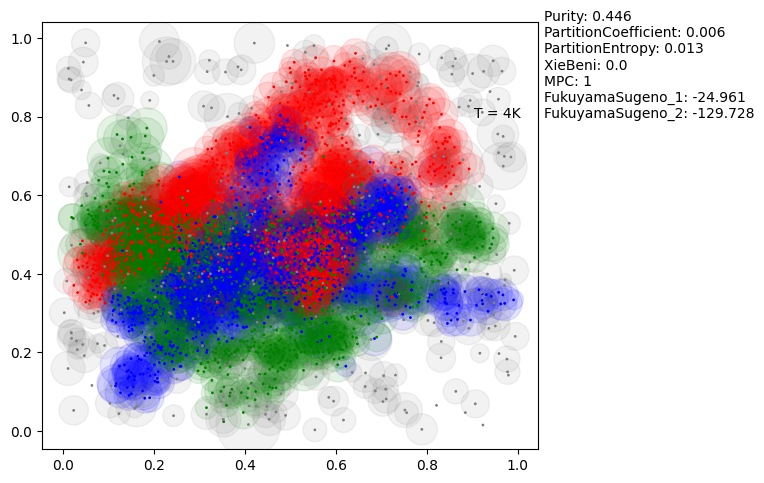 Purity: 0.446
PartitionCoefficient: 0.006
PartitionEntropy: 0.013
XieBeni: 0.0
MPC: 1
FukuyamaSugeno_1: -24.961
FukuyamaSugeno_2: -129.728
T = 4K
1.0
0.8
0.6
0.4
0.2
0.0
0.0 0.2 0.4 0.6 0.8 1.0